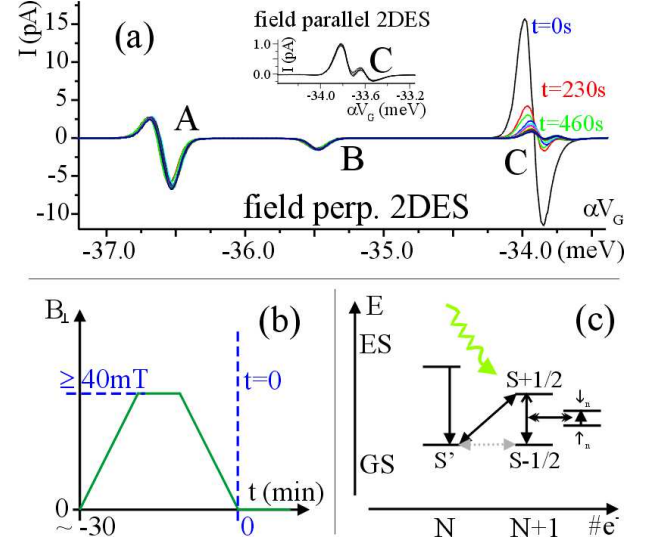 I (pA)
15
10
5
0
-5
-10
(a)
field parallel 2DES
I (pA)
1.0
0.0
C
-34.0 -33.6 -33.2
αV_G (meV)
t=0s
t=230s
t=460s
A
B
C
field perp. 2DES
αV_G
-37.0 -36.0 -35.0 -34.0 (meV)
B⊥
(b)
≥ 40mT
t=0
0
t (min)
~ -30
0
E
(c)
ES
S+1/2
↓n
↑n
GS
S'
S-1/2
N
N+1
#e⁻